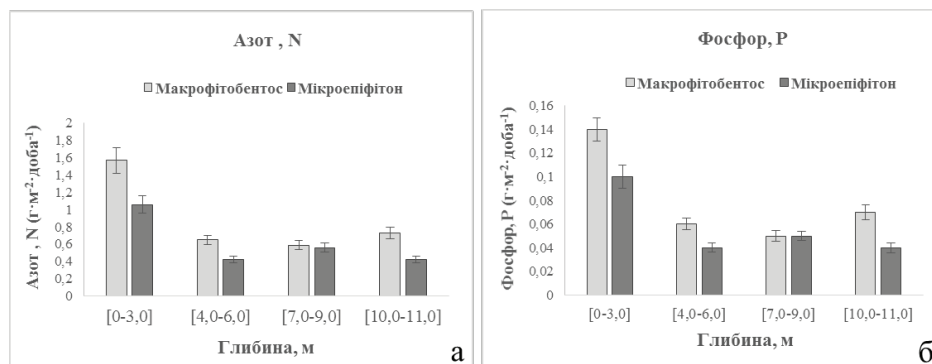 Азот , N
Макрофітобентос Мікроепіфітон
Азот , N (г·м⁻²·доба⁻¹)
2
1,8
1,6
1,4
1,2
1
0,8
0,6
0,4
0,2
0
[0-3,0] [4,0-6,0] [7,0-9,0] [10,0-11,0]
Глибина, м
а
Фосфор, P
Макрофітобентос Мікроепіфітон
Фосфор, P (г·м⁻²·доба⁻¹)
0,16
0,14
0,12
0,1
0,08
0,06
0,04
0,02
0
[0-3,0] [4,0-6,0] [7,0-9,0] [10,0-11,0]
Глибина, м
б